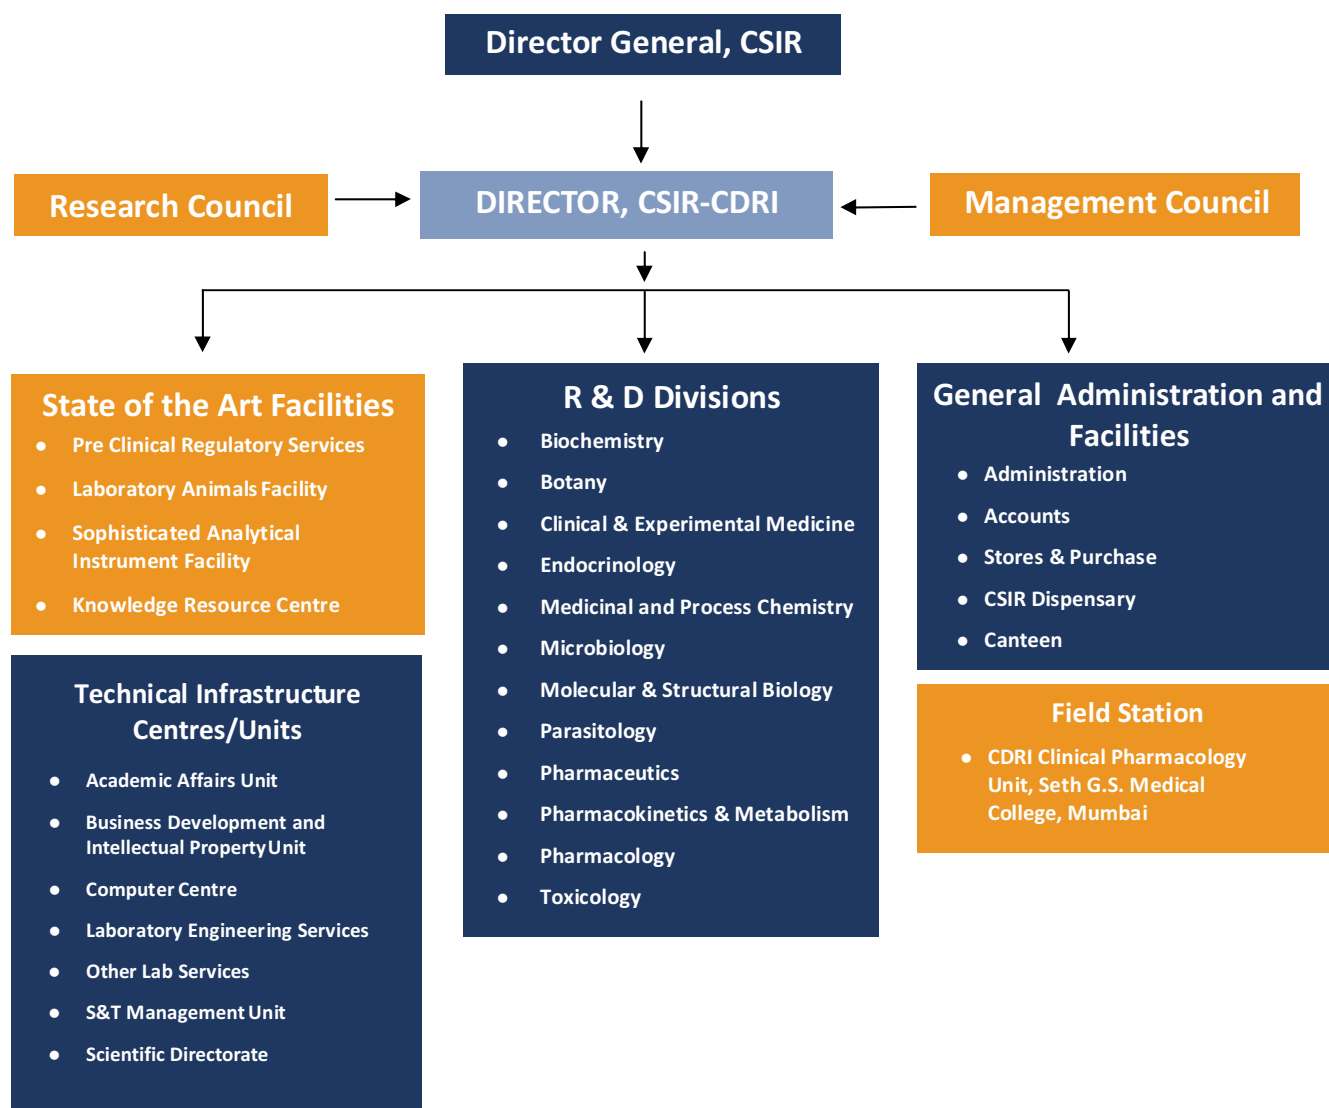 Director General, CSIR
Research Council
DIRECTOR, CSIR-CDRI
Management Council
State of the Art Facilities
● Pre Clinical Regulatory Services
● Laboratory Animals Facility
● Sophisticated Analytical
Instrument Facility
● Knowledge Resource Centre
Technical Infrastructure
Centres/Units
● Academic Affairs Unit
● Business Development and
Intellectual Property Unit
● Computer Centre
● Laboratory Engineering Services
● Other Lab Services
● S&T Management Unit
● Scientific Directorate
R & D Divisions
● Biochemistry
● Botany
● Clinical & Experimental Medicine
● Endocrinology
● Medicinal and Process Chemistry
● Microbiology
● Molecular & Structural Biology
● Parasitology
● Pharmaceutics
● Pharmacokinetics & Metabolism
● Pharmacology
● Toxicology
General Administration and
Facilities
● Administration
● Accounts
● Stores & Purchase
● CSIR Dispensary
● Canteen
Field Station
● CDRI Clinical Pharmacology
Unit, Seth G.S. Medical
College, Mumbai